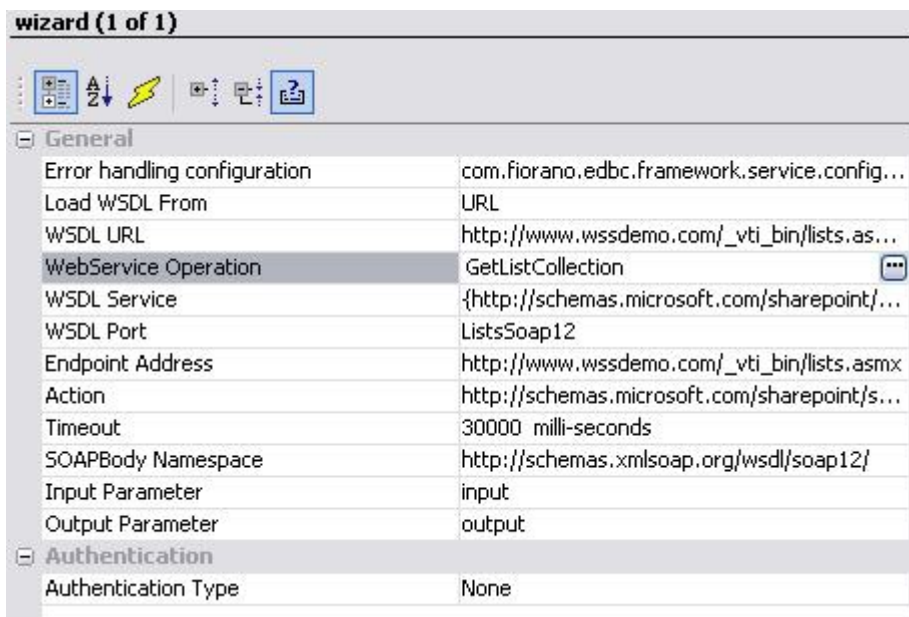 wizard (1 of 1)
General
Error handling configuration com.fiorano.edbc.framework.service.config...
Load WSDL From URL
WSDL URL http://www.wssdemo.com/_vti_bin/lists.as...
WebService Operation GetListCollection
WSDL Service {http://schemas.microsoft.com/sharepoint/...
WSDL Port ListsSoap12
Endpoint Address http://www.wssdemo.com/_vti_bin/lists.asmx
Action http://schemas.microsoft.com/sharepoint/s...
Timeout 30000 milli-seconds
SOAPBody Namespace http://schemas.xmlsoap.org/wsdl/soap12/
Input Parameter input
Output Parameter output
Authentication
Authentication Type None